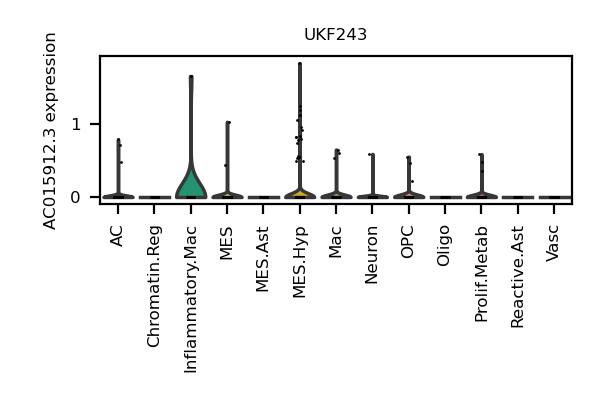 UKF243
AC015912.3 expression
1
0
AC
Chromatin.Reg
Inflammatory.Mac
MES
MES.Ast
MES.Hyp
Mac
Neuron
OPC
Oligo
Prolif.Metab
Reactive.Ast
Vasc